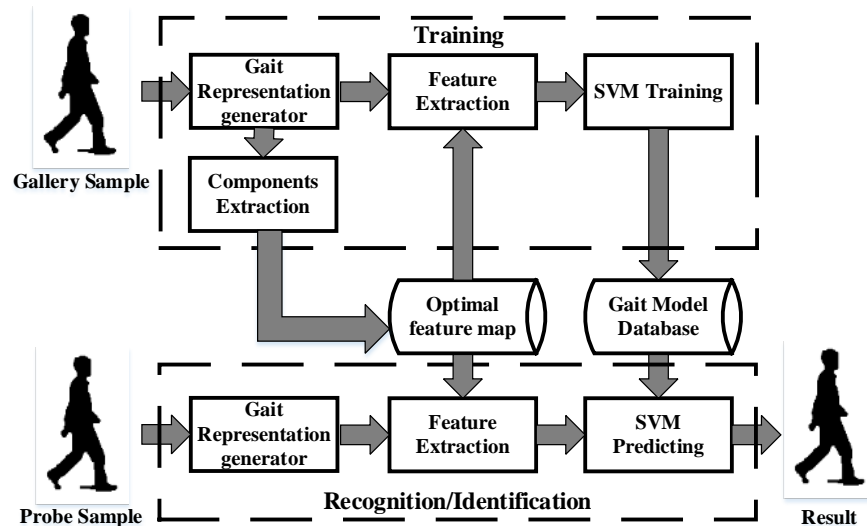 Training
Gait
Representation
generator
Feature
Extraction
SVM Training
Gallery Sample
Components
Extraction
Optimal
feature map
Gait Model
Database
Gait
Representation
generator
Feature
Extraction
SVM
Predicting
Recognition/Identification
Probe Sample
Result